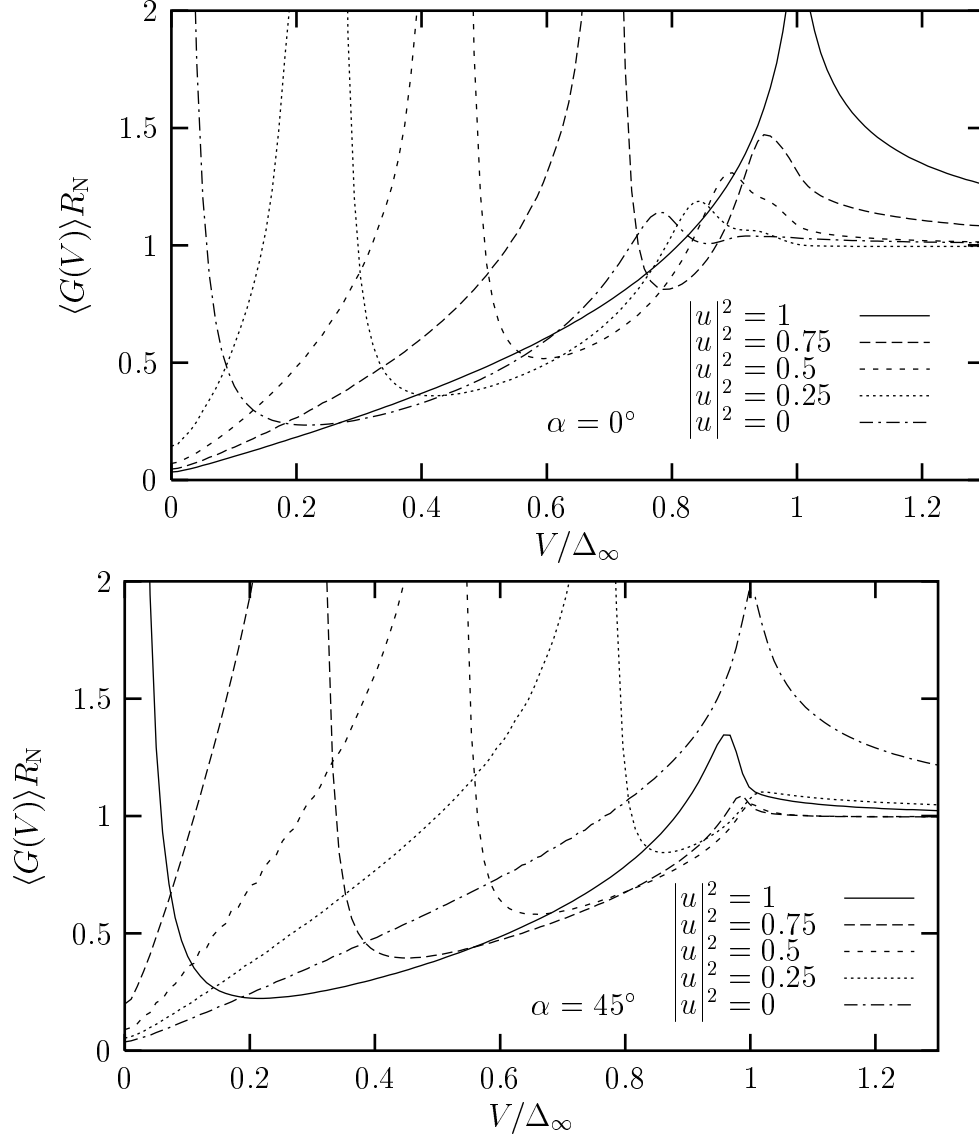 2
1.5
1
0.5
0
⟨G(V)⟩R_N
|u|² = 1
|u|² = 0.75
|u|² = 0.5
|u|² = 0.25
|u|² = 0
α = 0°
0 0.2 0.4 0.6 0.8 1 1.2
V/Δ_∞
2
1.5
1
0.5
0
⟨G(V)⟩R_N
|u|² = 1
|u|² = 0.75
|u|² = 0.5
|u|² = 0.25
|u|² = 0
α = 45°
0 0.2 0.4 0.6 0.8 1 1.2
V/Δ_∞